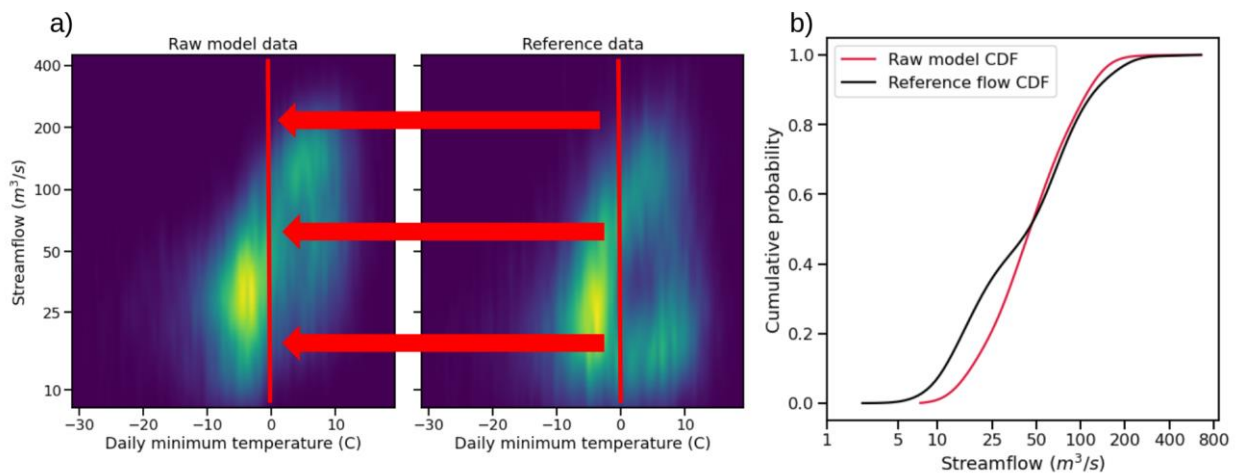 a)
Raw model data
Reference data
400
200
100
50
25
10
Streamflow (m³/s)
−30 −20 −10 0 10
Daily minimum temperature (C)
−30 −20 −10 0 10
Daily minimum temperature (C)
b)
Raw model CDF
Reference flow CDF
1.0
0.8
0.6
0.4
0.2
0.0
Cumulative probability
1 5 10 25 50 100 200 400 800
Streamflow (m³/s)